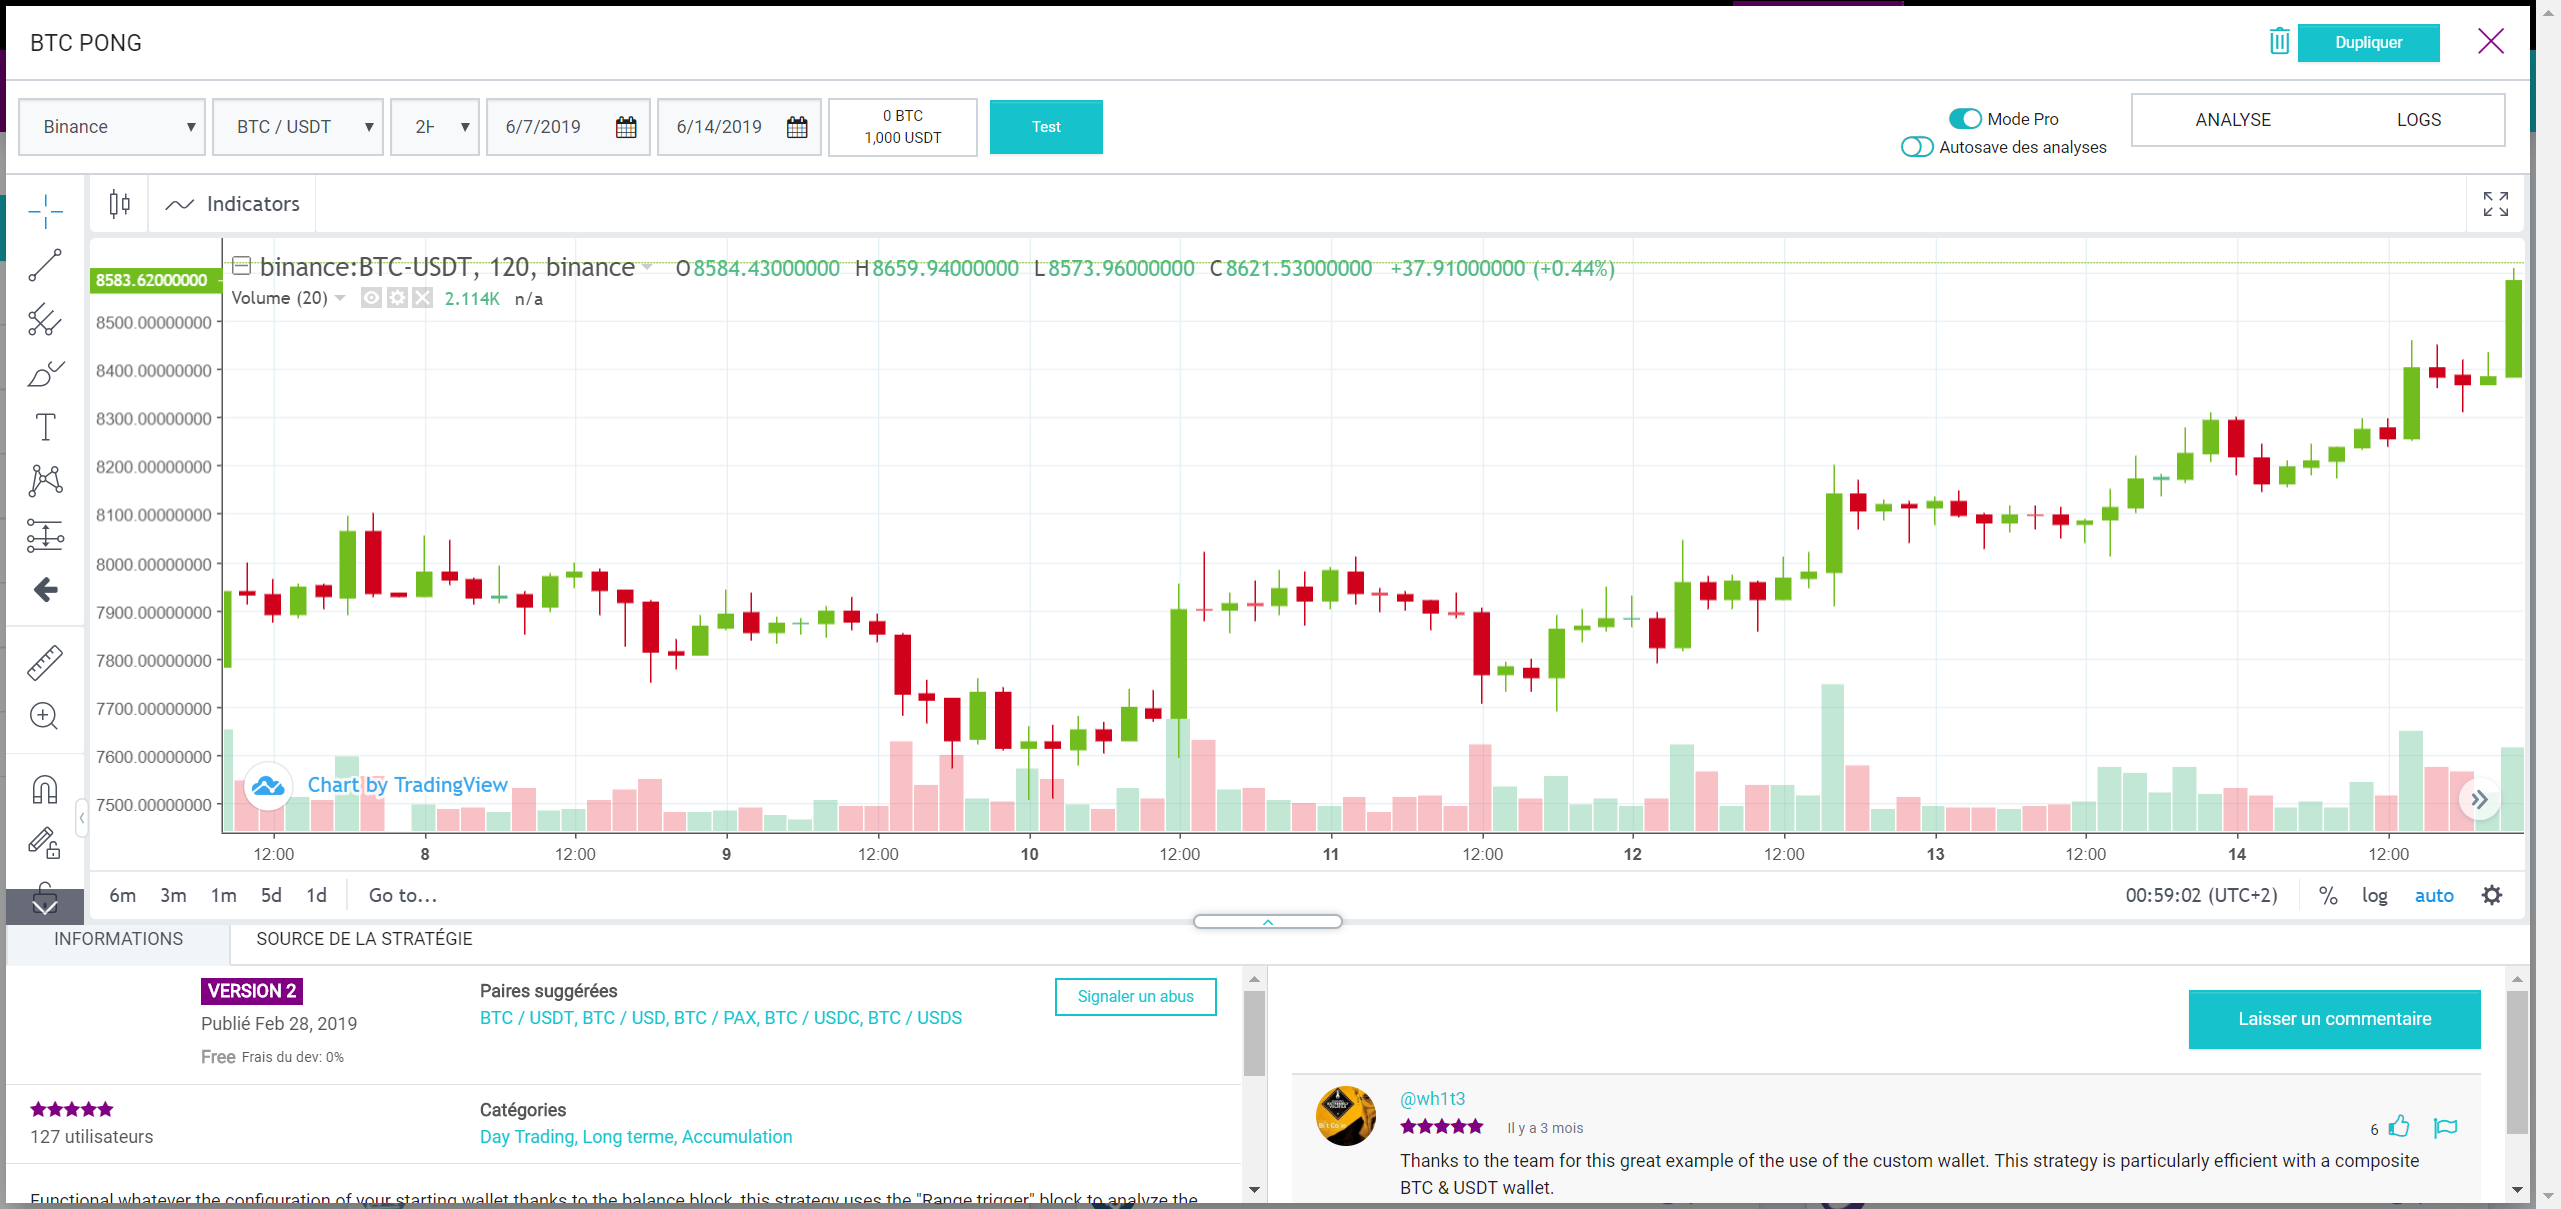 BTC PONG
Dupliquer
Binance
BTC / USDT
2H
6/7/2019
6/14/2019
0 BTC
1,000 USDT
Test
Mode Pro
Autosave des analyses
ANALYSE
LOGS
Indicators
binance:BTC-USDT, 120, binance O8584.43000000 H8659.94000000 L8573.96000000 C8621.53000000 +37.91000000 (+0.44%)
Volume (20) 2.114K n/a
8583.62000000
8500.00000000
8400.00000000
8300.00000000
8200.00000000
8100.00000000
8000.00000000
7900.00000000
7800.00000000
7700.00000000
7600.00000000
7500.00000000
Chart by TradingView
12:00 8 12:00 9 12:00 10 12:00 11 12:00 12 12:00 13 12:00 14 12:00
6m 3m 1m 5d 1d Go to...
00:59:02 (UTC+2) % log auto
INFORMATIONS
SOURCE DE LA STRATÉGIE
VERSION 2
Publié Feb 28, 2019
Free Frais du dev: 0%
Paires suggérées
BTC / USDT, BTC / USD, BTC / PAX, BTC / USDC, BTC / USDS
Signaler un abus
127 utilisateurs
Catégories
Day Trading, Long terme, Accumulation
Functional whatever the configuration of your starting wallet thanks to the balance block, this strategy uses the "Range trigger" block to analyze the
Laisser un commentaire
@wh1t3
Il y a 3 mois
6
Thanks to the team for this great example of the use of the custom wallet. This strategy is particularly efficient with a composite
BTC & USDT wallet.